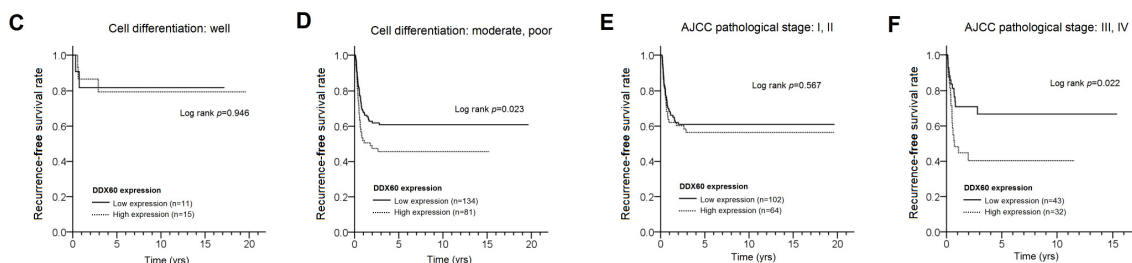 C
Cell differentiation: well
1.0
0.8
0.6
0.4
0.2
0.0
Recurrence-free survival rate
Log rank p=0.946
DDX60 expression
Low expression (n=11)
High expression (n=15)
0 5 10 15 20
Time (yrs)
D
Cell differentiation: moderate, poor
1.0
0.8
0.6
0.4
0.2
0.0
Recurrence-free survival rate
Log rank p=0.023
DDX60 expression
Low expression (n=134)
High expression (n=81)
0 5 10 15 20
Time (yrs)
E
AJCC pathological stage: I, II
1.0
0.8
0.6
0.4
0.2
0.0
Recurrence-free survival rate
Log rank p=0.567
DDX60 expression
Low expression (n=102)
High expression (n=64)
0 5 10 15 20
Time (yrs)
F
AJCC pathological stage: III, IV
1.0
0.8
0.6
0.4
0.2
0.0
Recurrence-free survival rate
Log rank p=0.022
DDX60 expression
Low expression (n=43)
High expression (n=32)
0 5 10 15
Time (yrs)